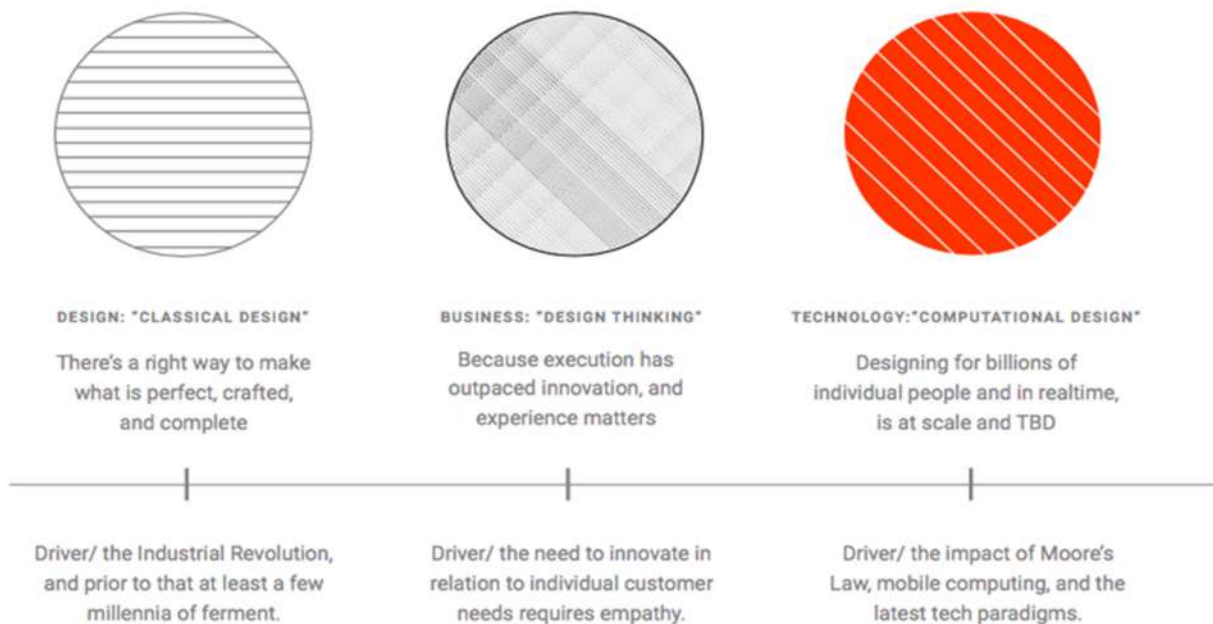 DESIGN: "CLASSICAL DESIGN"
There's a right way to make
what is perfect, crafted,
and complete
BUSINESS: "DESIGN THINKING"
Because execution has
outpaced innovation, and
experience matters
TECHNOLOGY:"COMPUTATIONAL DESIGN"
Designing for billions of
individual people and in realtime,
is at scale and TBD
Driver/ the Industrial Revolution,
and prior to that at least a few
millennia of ferment.
Driver/ the need to innovate in
relation to individual customer
needs requires empathy.
Driver/ the impact of Moore's
Law, mobile computing, and the
latest tech paradigms.